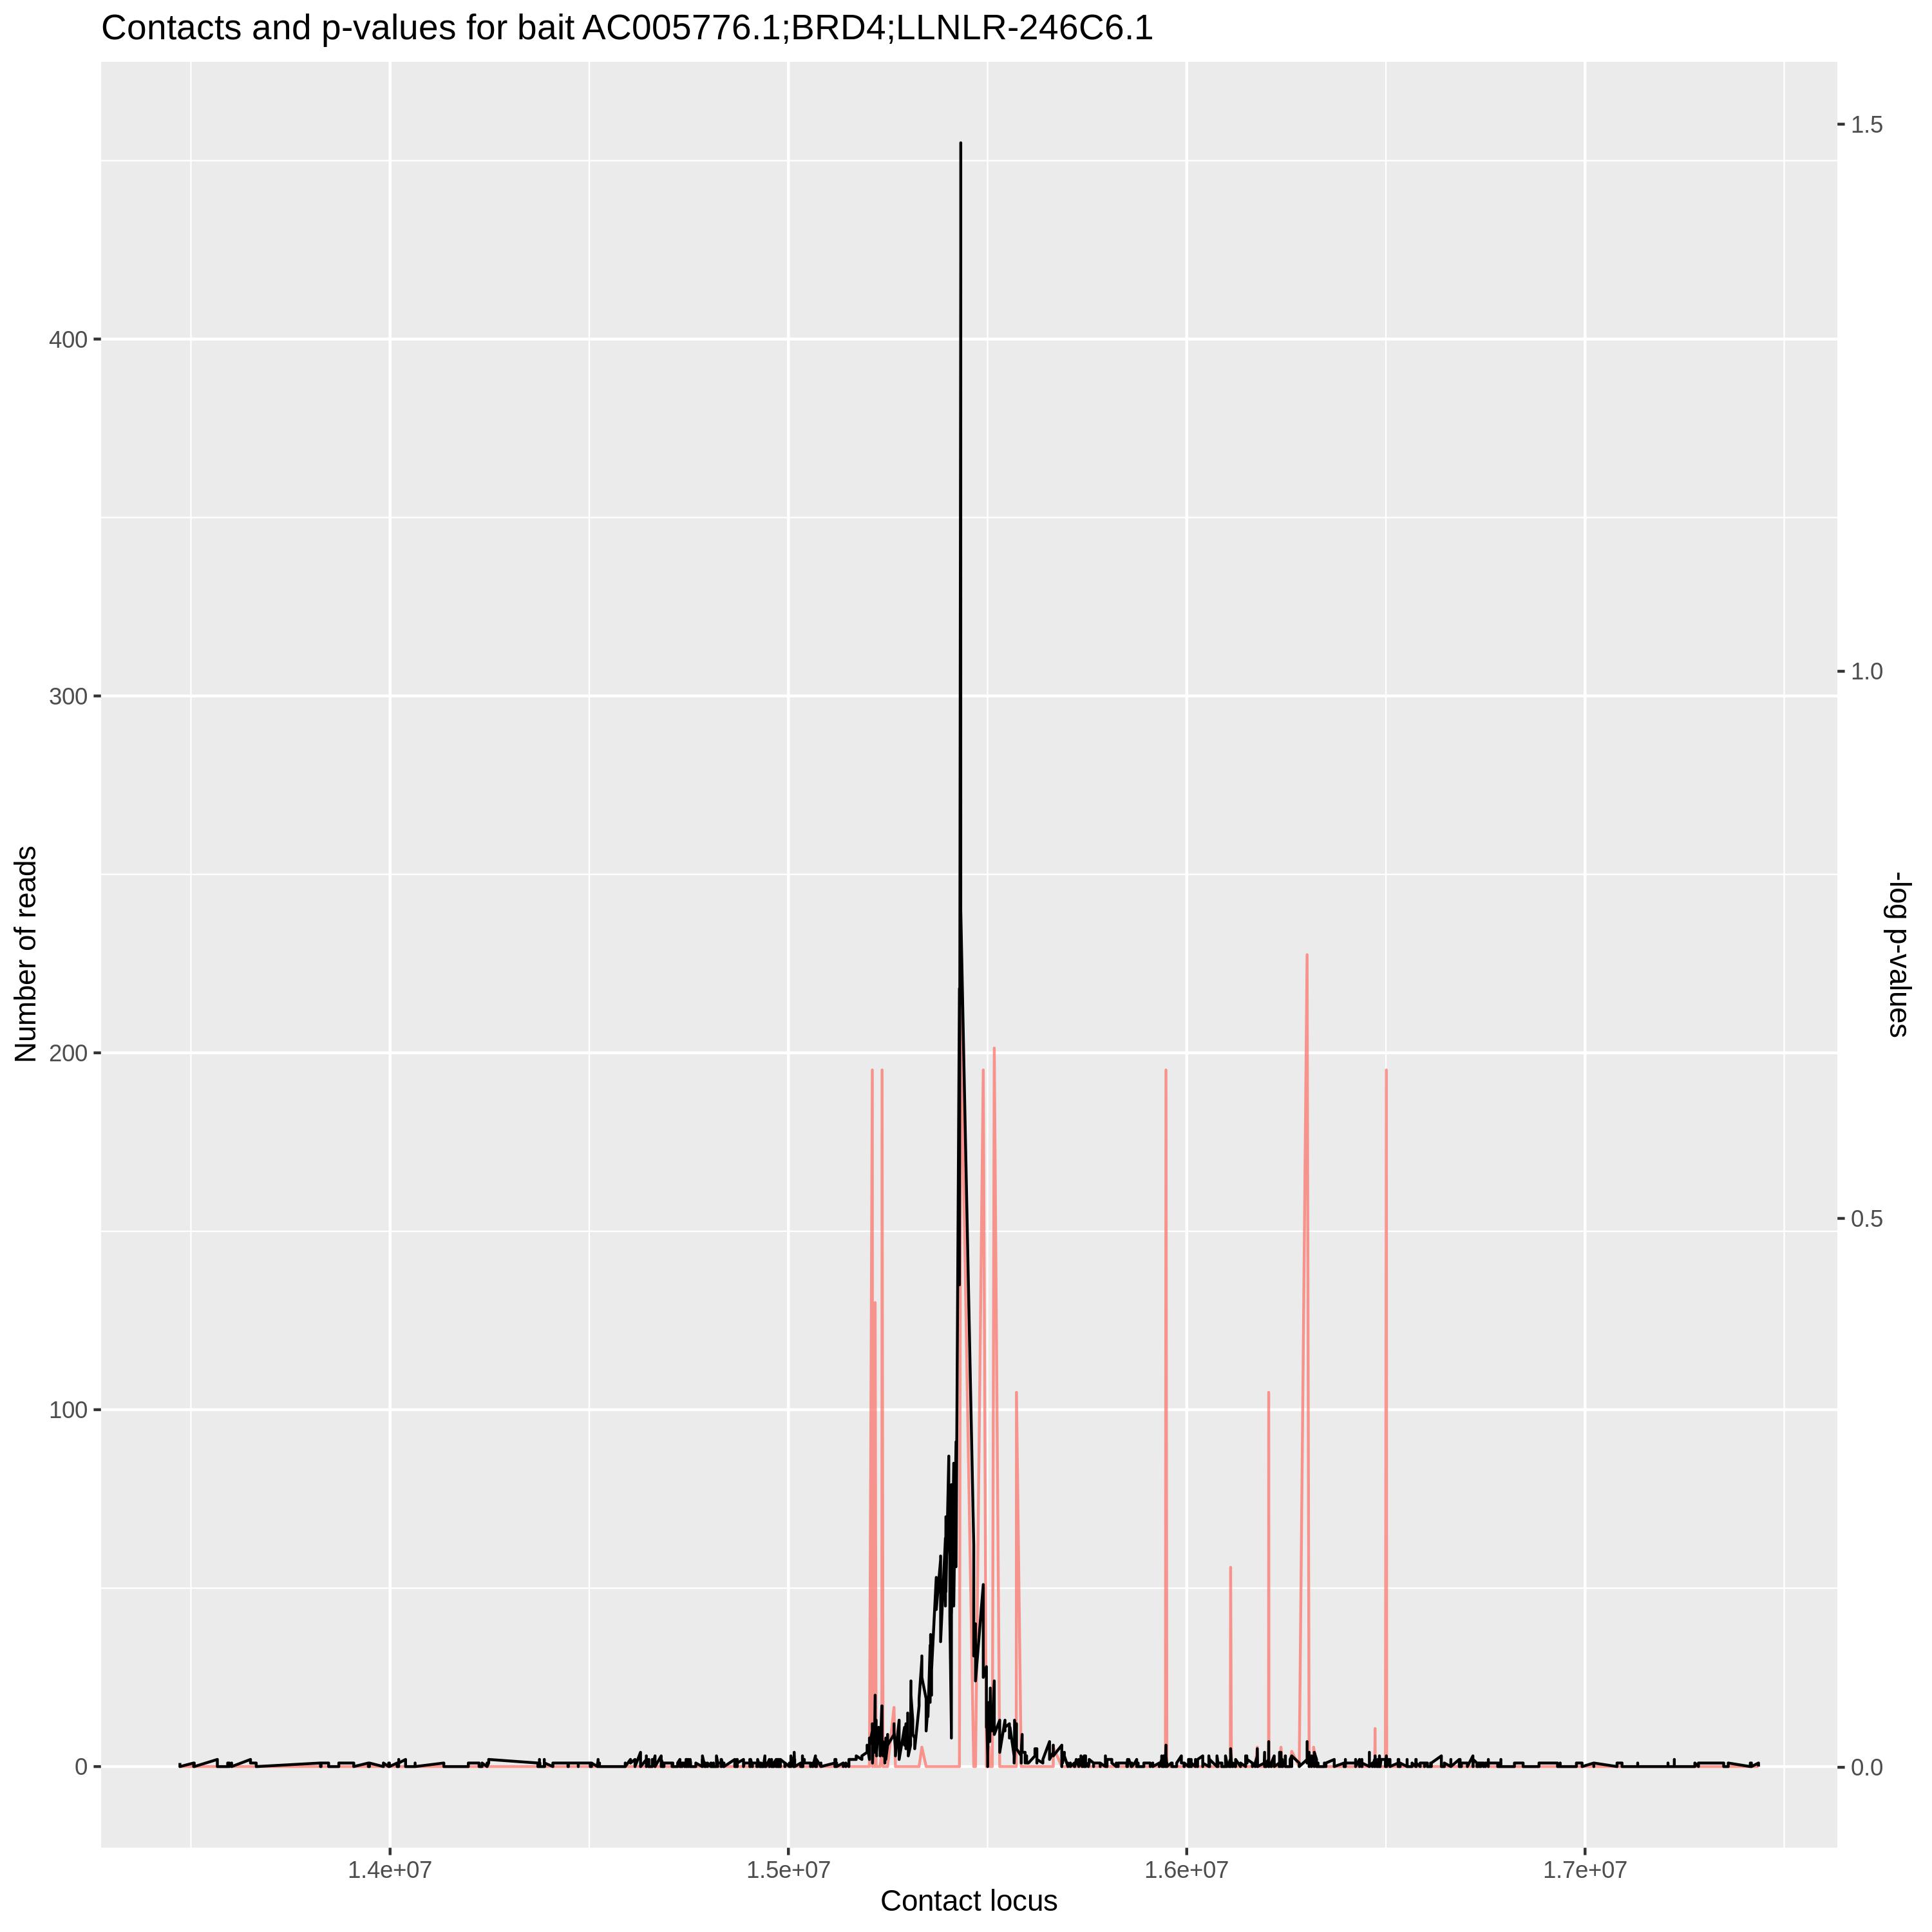 Contacts and p-values for bait AC005776.1;BRD4;LLNLR-246C6.1
Number of reads
400
300
200
100
0
1.5
1.0
0.5
0.0
-log p-values
1.4e+07
1.5e+07
1.6e+07
1.7e+07
Contact locus